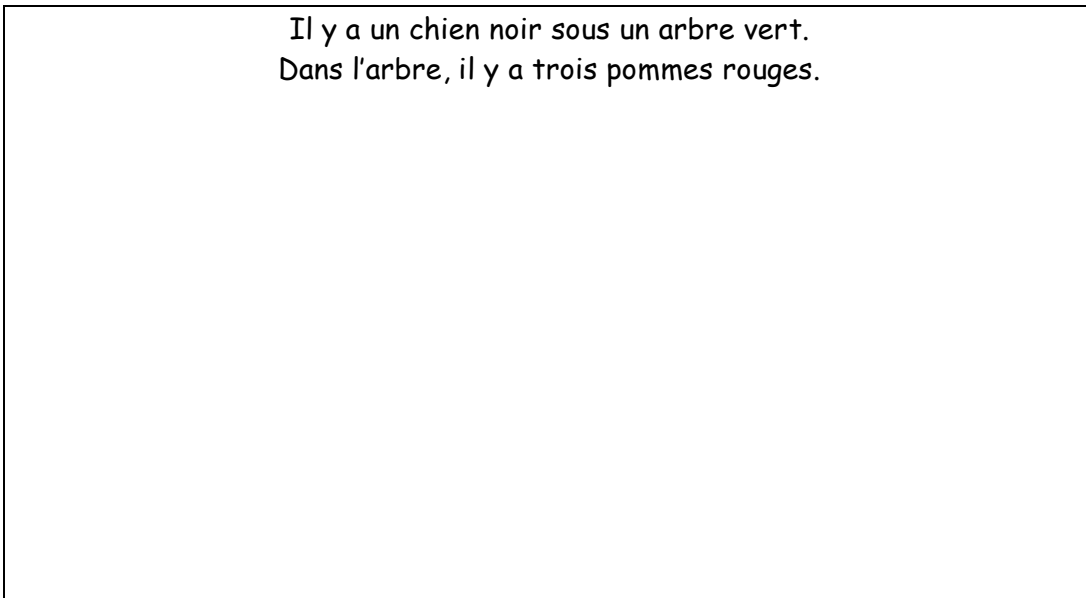 Il y a un chien noir sous un arbre vert.
Dans l’arbre, il y a trois pommes rouges.